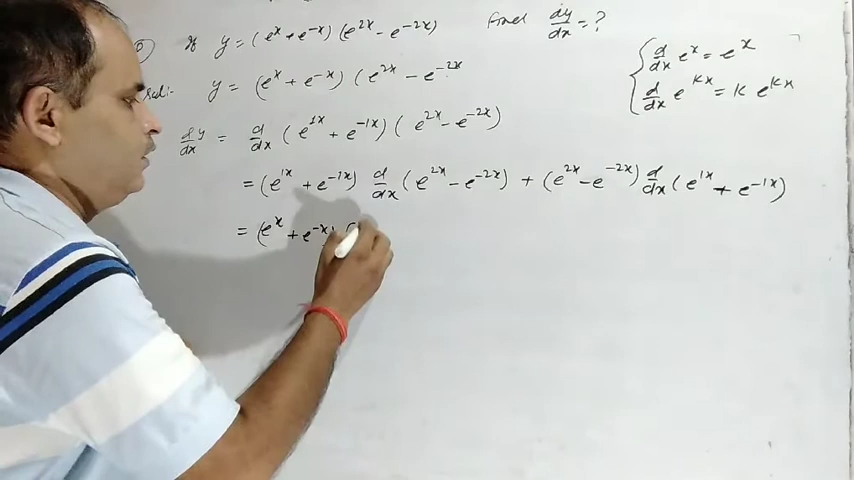 If y = (e^x + e^-x) (e^2x - e^-2x) find dy/dx = ?
Sol:- y = (e^x + e^-x) (e^2x - e^-2x)
{ d/dx e^x = e^x
d/dx e^kx = k e^kx
dy/dx = d/dx (e^1x + e^-1x) (e^2x - e^-2x)
= (e^1x + e^-1x) d/dx (e^2x - e^-2x) + (e^2x - e^-2x) d/dx (e^1x + e^-1x)
= (e^x + e^-x)